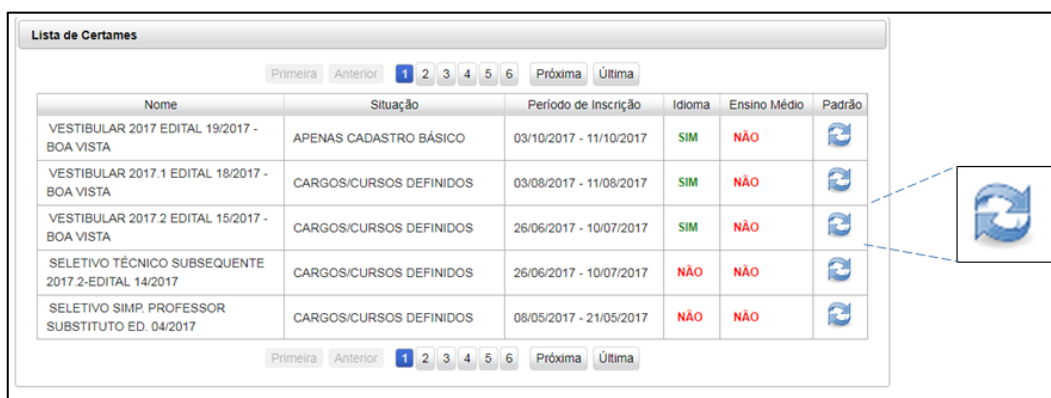 Lista de Certames
Primeira Anterior 1 2 3 4 5 6 Próxima Última
Nome Situação Período de Inscrição Idioma Ensino Médio Padrão
VESTIBULAR 2017 EDITAL 19/2017 -
BOA VISTA
APENAS CADASTRO BÁSICO 03/10/2017 - 11/10/2017 SIM NÃO
VESTIBULAR 2017.1 EDITAL 18/2017 -
BOA VISTA
CARGOS/CURSOS DEFINIDOS 03/08/2017 - 11/08/2017 SIM NÃO
VESTIBULAR 2017.2 EDITAL 15/2017 -
BOA VISTA
CARGOS/CURSOS DEFINIDOS 26/06/2017 - 10/07/2017 SIM NÃO
SELETIVO TÉCNICO SUBSEQUENTE
2017.2-EDITAL 14/2017
CARGOS/CURSOS DEFINIDOS 26/06/2017 - 10/07/2017 NÃO NÃO
SELETIVO SIMP. PROFESSOR
SUBSTITUTO ED. 04/2017
CARGOS/CURSOS DEFINIDOS 08/05/2017 - 21/05/2017 NÃO NÃO
Primeira Anterior 1 2 3 4 5 6 Próxima Última